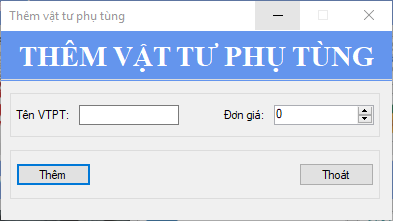 Thêm vật tư phụ tùng
THÊM VẬT TƯ PHỤ TÙNG
Tên VTPT: Đơn giá: 0
Thêm Thoát